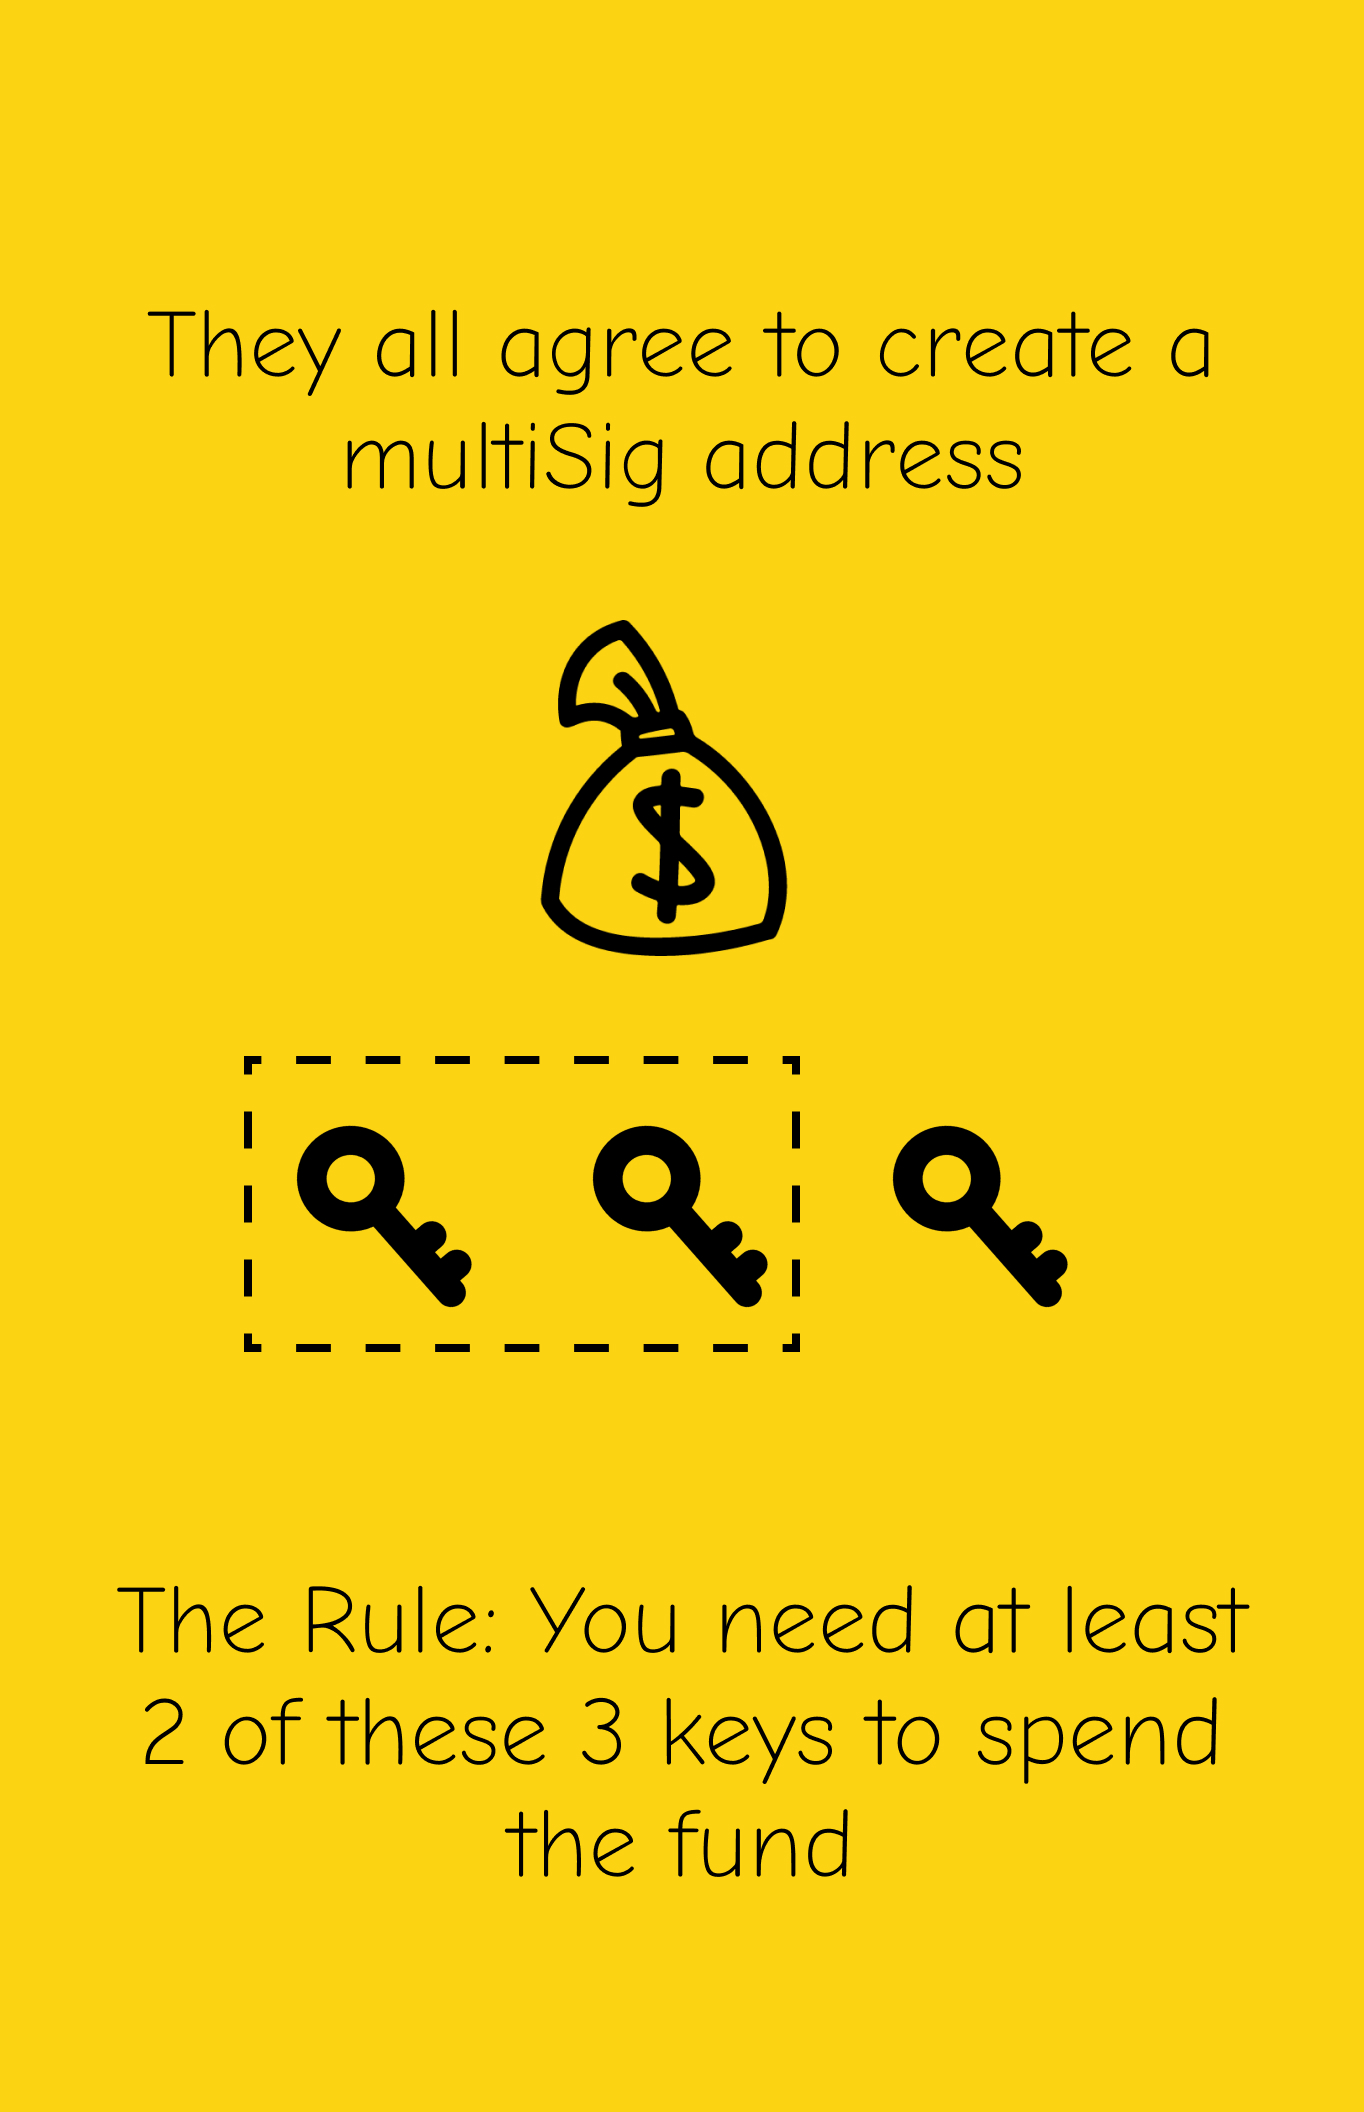 They all agree to create a
multiSig address
$
The Rule: You need at least
2 of these 3 keys to spend
the fund